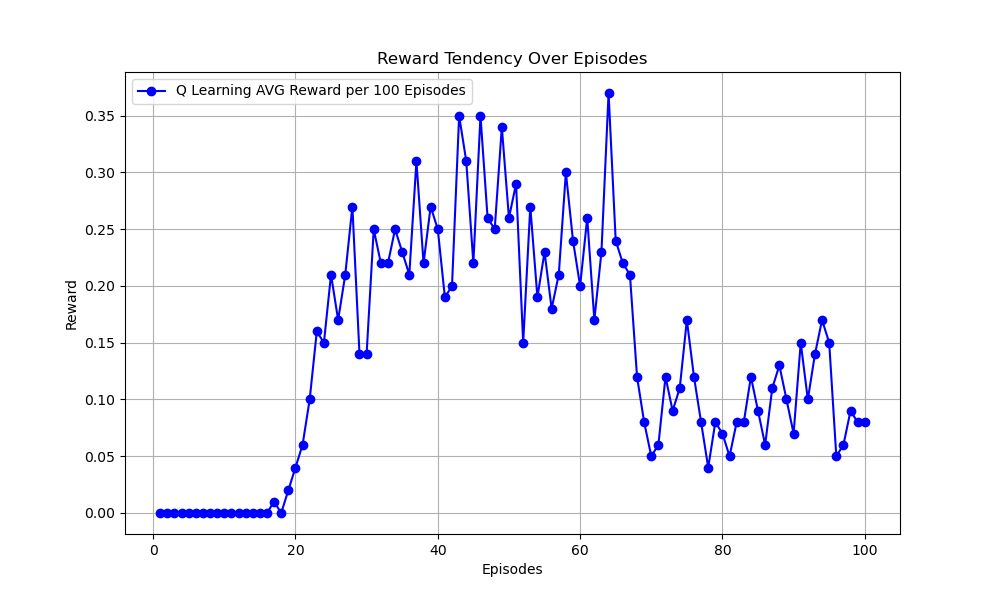 Reward Tendency Over Episodes
Q Learning AVG Reward per 100 Episodes
Reward
0.35
0.30
0.25
0.20
0.15
0.10
0.05
0.00
0 20 40 60 80 100
Episodes